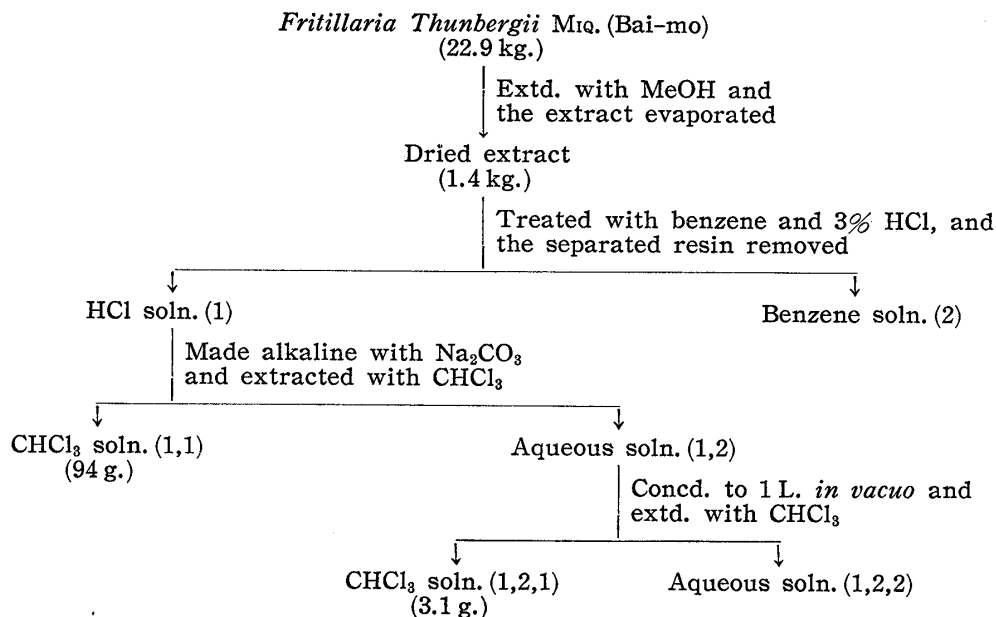 Fritillaria Thunbergii MIQ. (Bai-mo)
(22.9 kg.)
Extd. with MeOH and
the extract evaporated
Dried extract
(1.4 kg.)
Treated with benzene and 3% HCl, and
the separated resin removed
HCl soln. (1)
Benzene soln. (2)
Made alkaline with Na₂CO₃
and extracted with CHCl₃
CHCl₃ soln. (1,1)
(94 g.)
Aqueous soln. (1,2)
Concd. to 1 L. in vacuo and
extd. with CHCl₃
CHCl₃ soln. (1,2,1)
(3.1 g.)
Aqueous soln. (1,2,2)